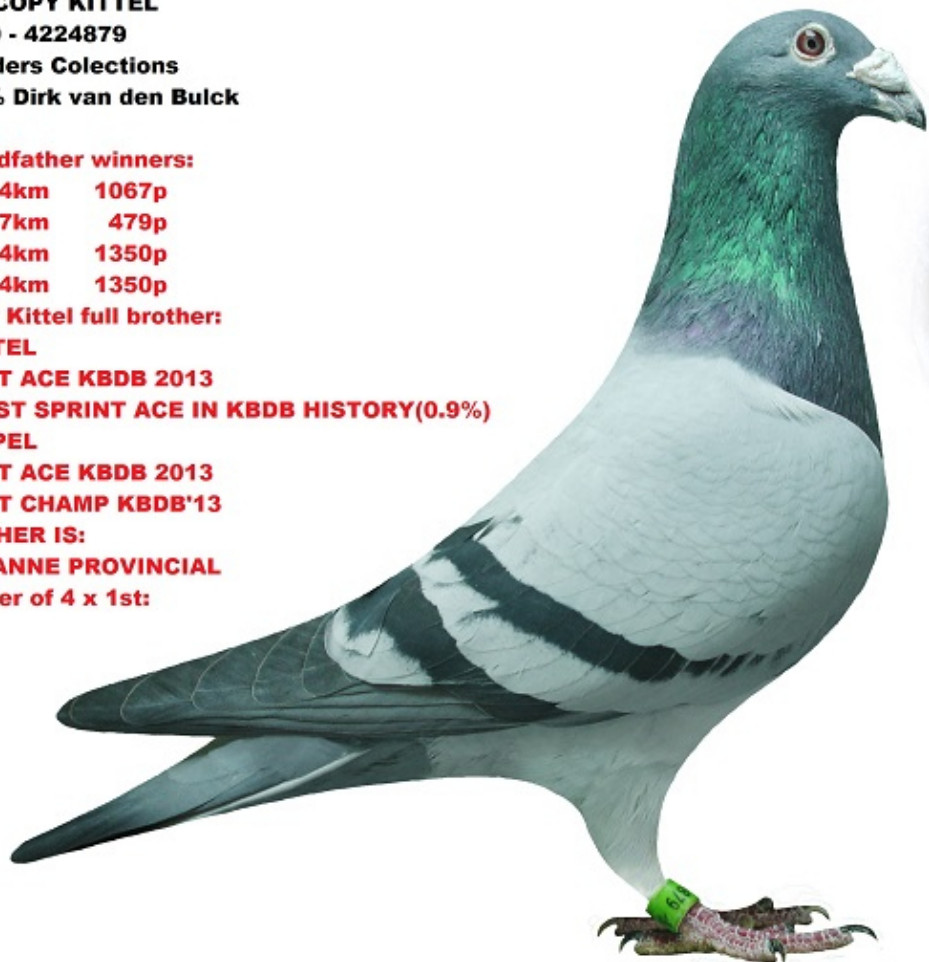 COPY KITTEL
- 4224879
ders Colections
% Dirk van den Bulck
dfather winners:
4km 1067p
7km 479p
4km 1350p
4km 1350p
Kittel full brother:
TEL
T ACE KBDB 2013
ST SPRINT ACE IN KBDB HISTORY(0.9%)
PEL
T ACE KBDB 2013
T CHAMP KBDB'13
HER IS:
ANNE PROVINCIAL
er of 4 x 1st:
879